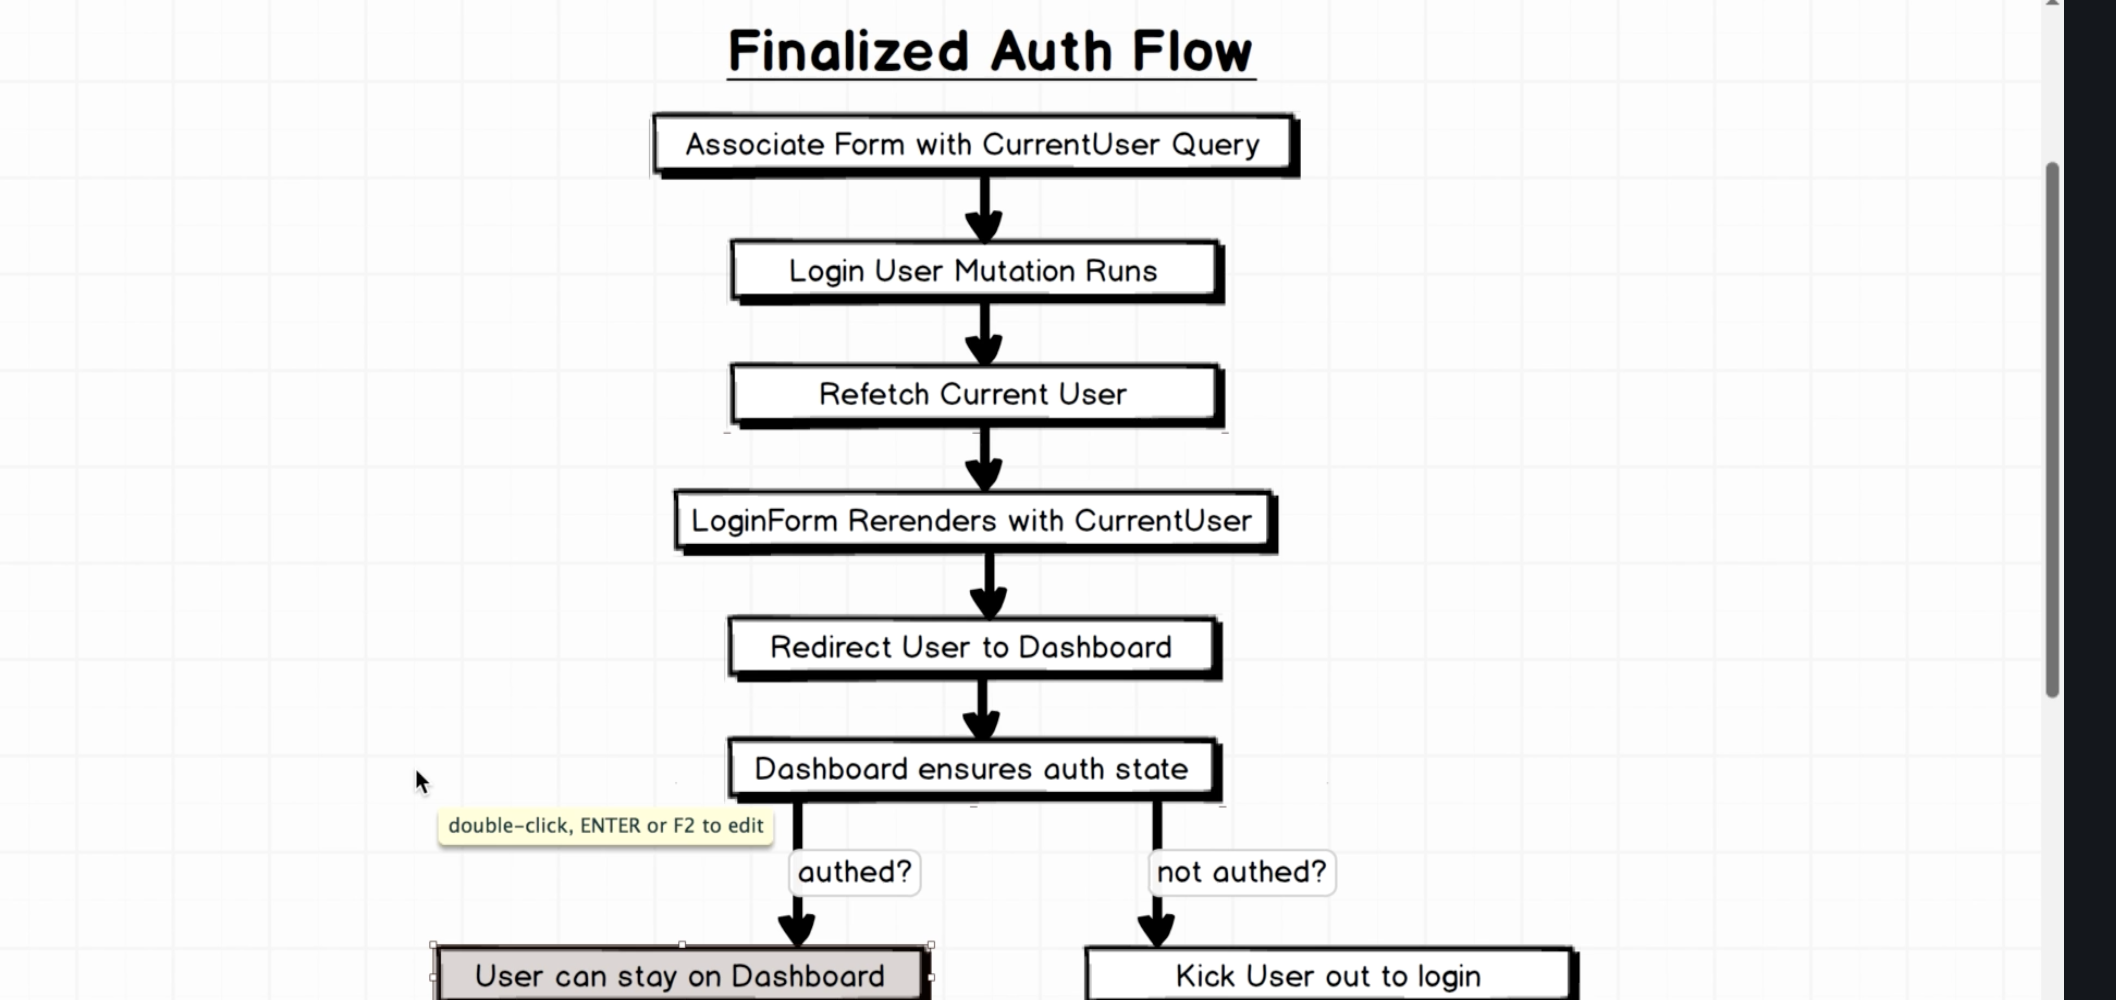 Finalized Auth Flow
Associate Form with CurrentUser Query
Login User Mutation Runs
Refetch Current User
LoginForm Rerenders with CurrentUser
Redirect User to Dashboard
Dashboard ensures auth state
double-click, ENTER or F2 to edit
authed?
not authed?
User can stay on Dashboard
Kick User out to login